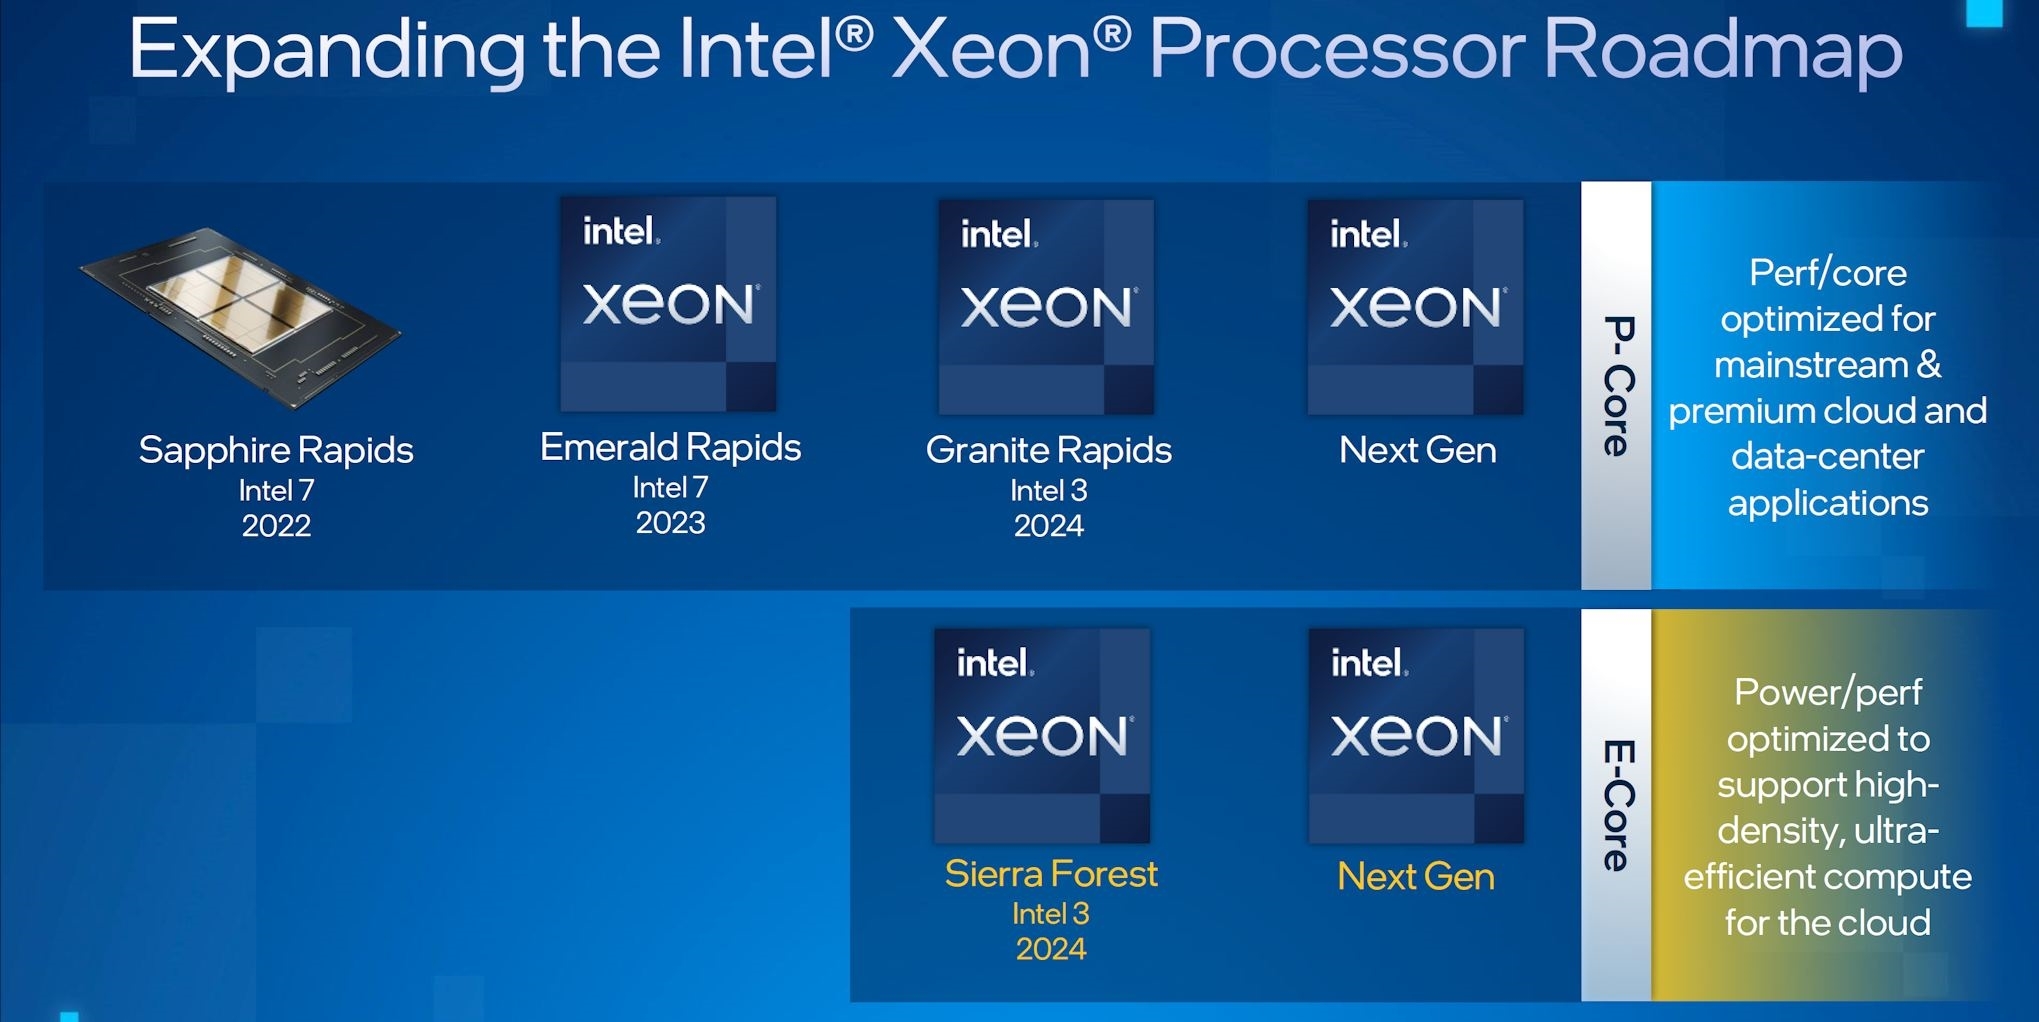 Expanding the Intel® Xeon® Processor Roadmap
intel.
xeon
intel.
xeon
intel.
xeon
Sapphire Rapids
Intel 7
2022
Emerald Rapids
Intel 7
2023
Granite Rapids
Intel 3
2024
Next Gen
P- Core
Perf/core
optimized for
mainstream &
premium cloud and
data-center
applications
intel.
xeon
intel.
xeon
Sierra Forest
Intel 3
2024
Next Gen
E-Core
Power/perf
optimized to
support high-
density, ultra-
efficient compute
for the cloud